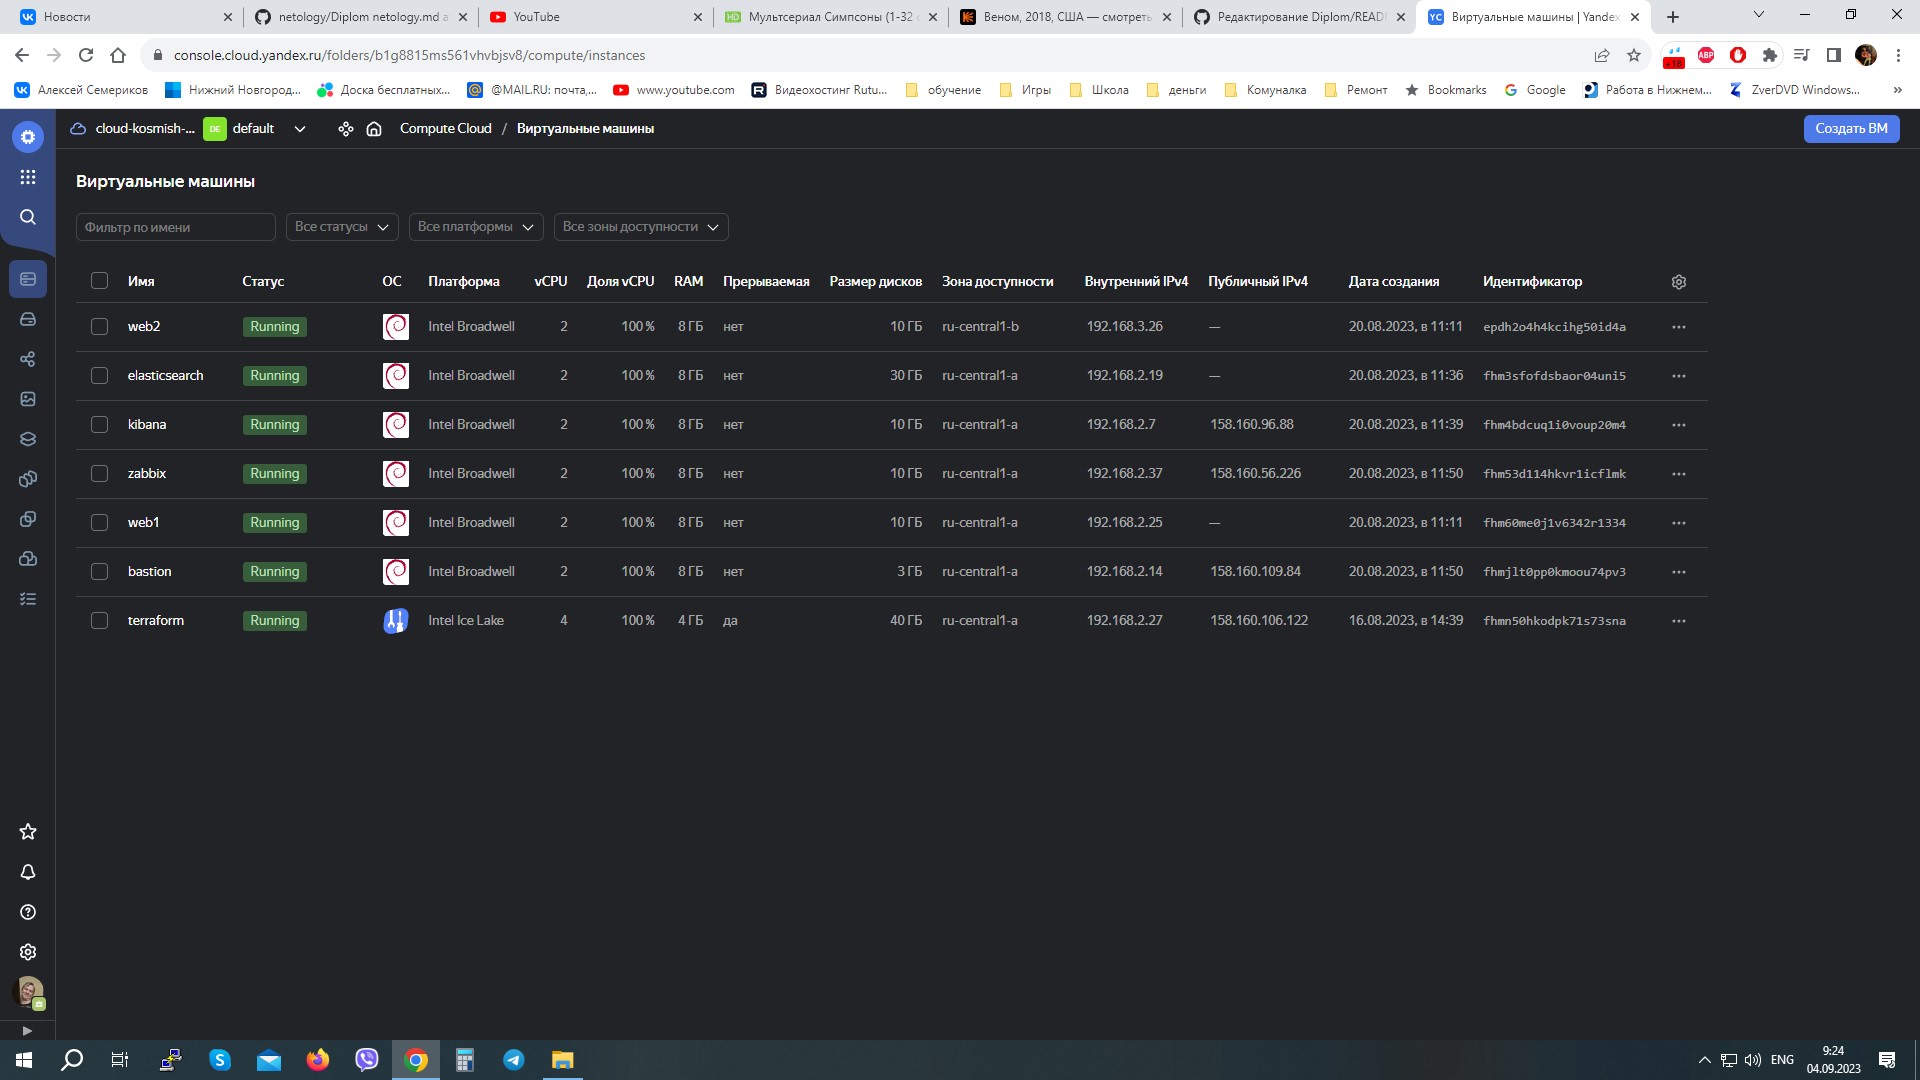 Новости
netology/Diplom netology.md a
YouTube
HD Мультсериал Симпсоны (1-32 с
Веном, 2018, США — смотреть
Редактирование Diplom/READ
YC Виртуальные машины | Yandex
console.cloud.yandex.ru/folders/b1g8815ms561vhvbjsv8/compute/instances
+18
ABP
Алексей Семериков
Нижний Новгород...
Доска бесплатных...
@MAIL.RU: почта,...
www.youtube.com
Видеохостинг Rutu...
обучение
Игры
Школа
деньги
Комуналка
Ремонт
Bookmarks
Google
Работа в Нижнем...
ZverDVD Windows...
»
cloud-kosmish-... DE default Compute Cloud / Виртуальные машины Создать ВМ
Виртуальные машины
Фильтр по имени Все статусы Все платформы Все зоны доступности
Имя Статус ОС Платформа vCPU Доля vCPU RAM Прерываемая Размер дисков Зона доступности Внутренний IPv4 Публичный IPv4 Дата создания Идентификатор
web2 Running Intel Broadwell 2 100 % 8 ГБ нет 10 ГБ ru-central1-b 192.168.3.26 — 20.08.2023, в 11:11 epdh2o4h4kcihg50id4a
elasticsearch Running Intel Broadwell 2 100 % 8 ГБ нет 30 ГБ ru-central1-a 192.168.2.19 — 20.08.2023, в 11:36 fhm3sfofdsbaor04uni5
kibana Running Intel Broadwell 2 100 % 8 ГБ нет 10 ГБ ru-central1-a 192.168.2.7 158.160.96.88 20.08.2023, в 11:39 fhm4bdcuq1i0voup20m4
zabbix Running Intel Broadwell 2 100 % 8 ГБ нет 10 ГБ ru-central1-a 192.168.2.37 158.160.56.226 20.08.2023, в 11:50 fhm53d114hkvr1icflmk
web1 Running Intel Broadwell 2 100 % 8 ГБ нет 10 ГБ ru-central1-a 192.168.2.25 — 20.08.2023, в 11:11 fhm60me0j1v6342r1334
bastion Running Intel Broadwell 2 100 % 8 ГБ нет 3 ГБ ru-central1-a 192.168.2.14 158.160.109.84 20.08.2023, в 11:50 fhmjlt0pp0kmoou74pv3
terraform Running Intel Ice Lake 4 100 % 4 ГБ да 40 ГБ ru-central1-a 192.168.2.27 158.160.106.122 16.08.2023, в 14:39 fhmn50hkodpk71s73sna
ENG
9:24
04.09.2023